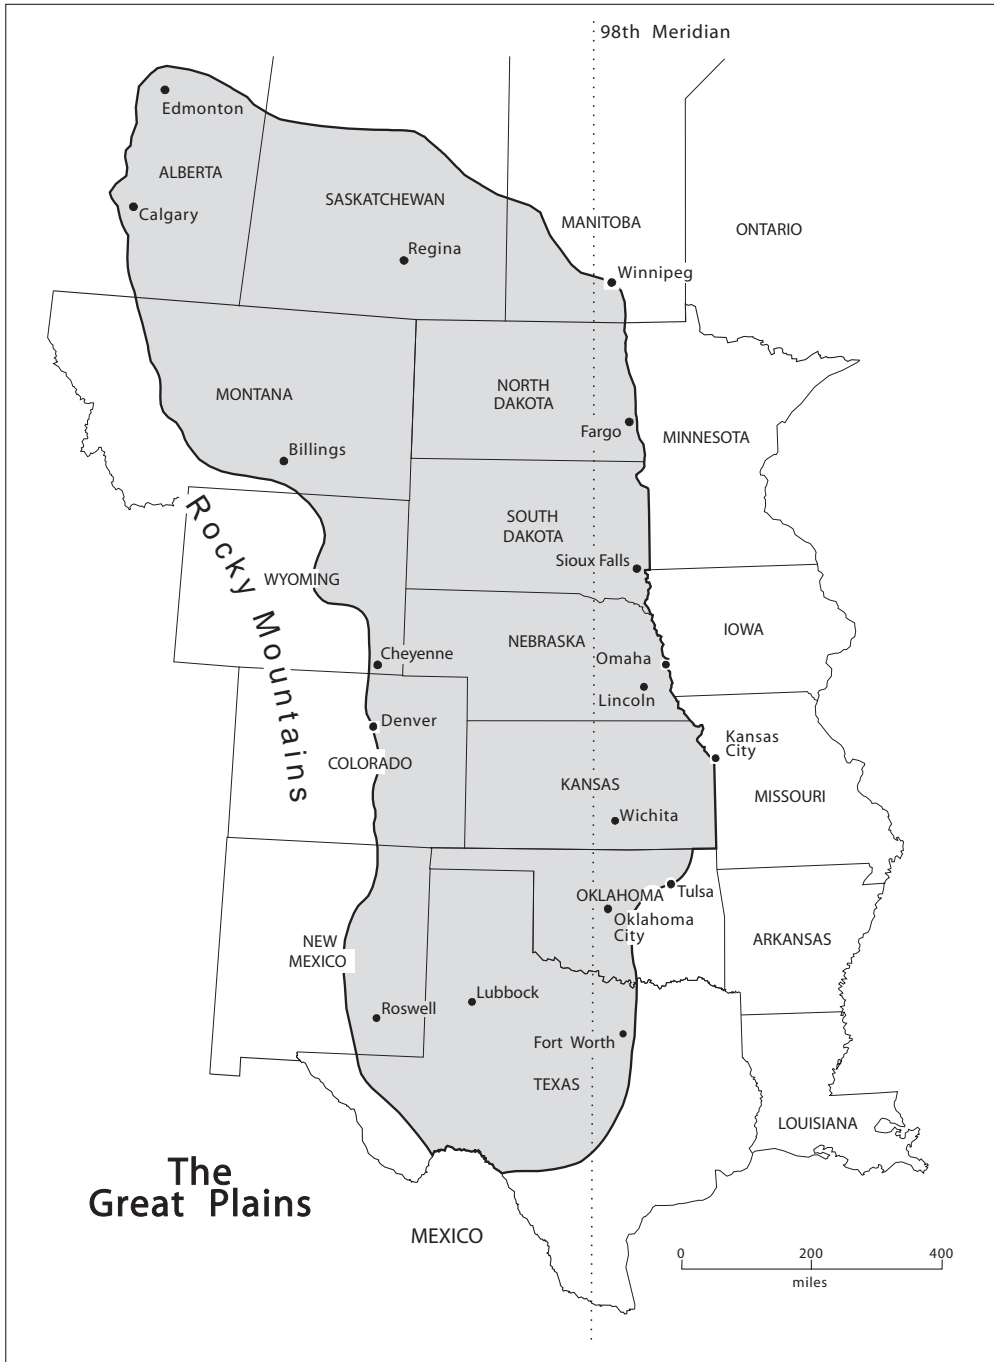 98th Meridian
Edmonton
ALBERTA
SASKATCHEWAN
Calgary
MANITOBA
ONTARIO
Regina
Winnipeg
MONTANA
NORTH
DAKOTA
Fargo
MINNESOTA
Billings
Rocky Mountains
SOUTH
DAKOTA
Sioux Falls
WYOMING
IOWA
NEBRASKA
Cheyenne
Omaha
Lincoln
Denver
Kansas
City
COLORADO
KANSAS
MISSOURI
Wichita
OKLAHOMA
Tulsa
Oklahoma
City
NEW
MEXICO
ARKANSAS
Lubbock
Roswell
Fort Worth
TEXAS
LOUISIANA
The
Great Plains
MEXICO
0 200 400
miles